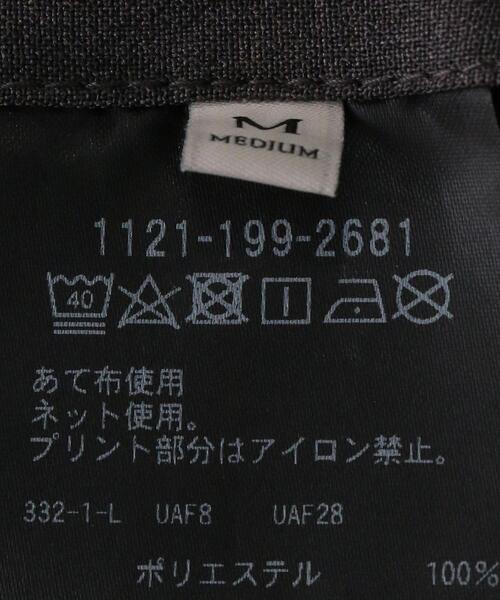 M
MEDIUM
1121-199-2681
40
あて布使用
ネット使用。
プリント部分はアイロン禁止。
332-1-L UAF8 UAF28
ポリエステル 100%